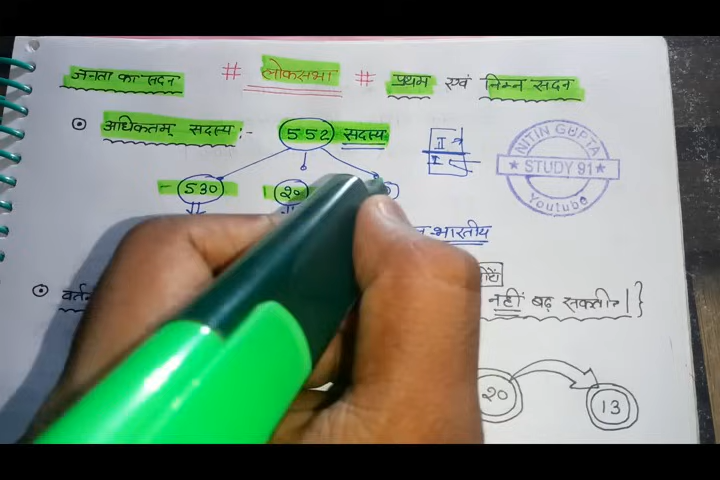 जनता का सदन # लोकसभा # प्रथम एवं निम्न सदन
अधिकतम् सदस्य :- 552 सदस्य
II
I
NITIN GUPTA
STUDY 91
Youtube
530 20
भारतीय
नहीं बढ़ सकती?
20 13